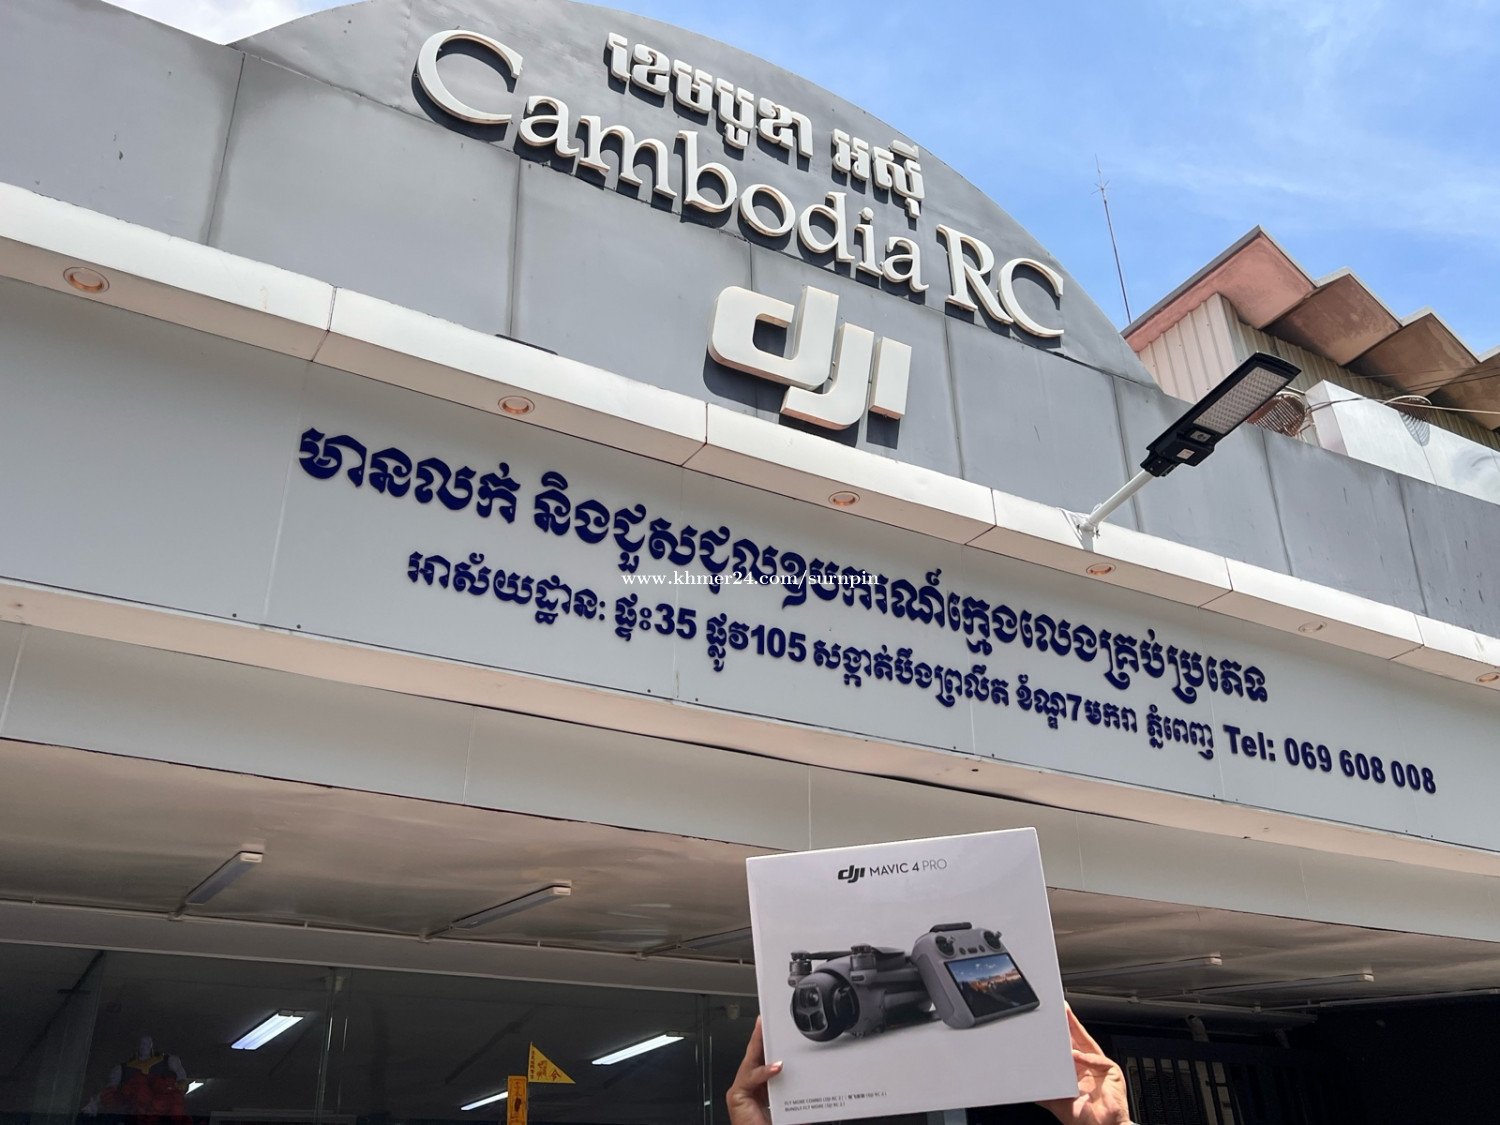 ខេមបូឌា អរស៊ី
Cambodia RC
dji
មានលក់ និងជួសជុលឧបករណ៍ក្មេងលេងគ្រប់ប្រភេទ
www.khmer24.com/surnpin
អាស័យដ្ឋាន: ផ្ទះ35 ផ្លូវ105 សង្កាត់បឹងព្រលឹត ខ័ណ្ឌ7មករា ភ្នំពេញ Tel: 069 608 008
dji MAVIC 4 PRO